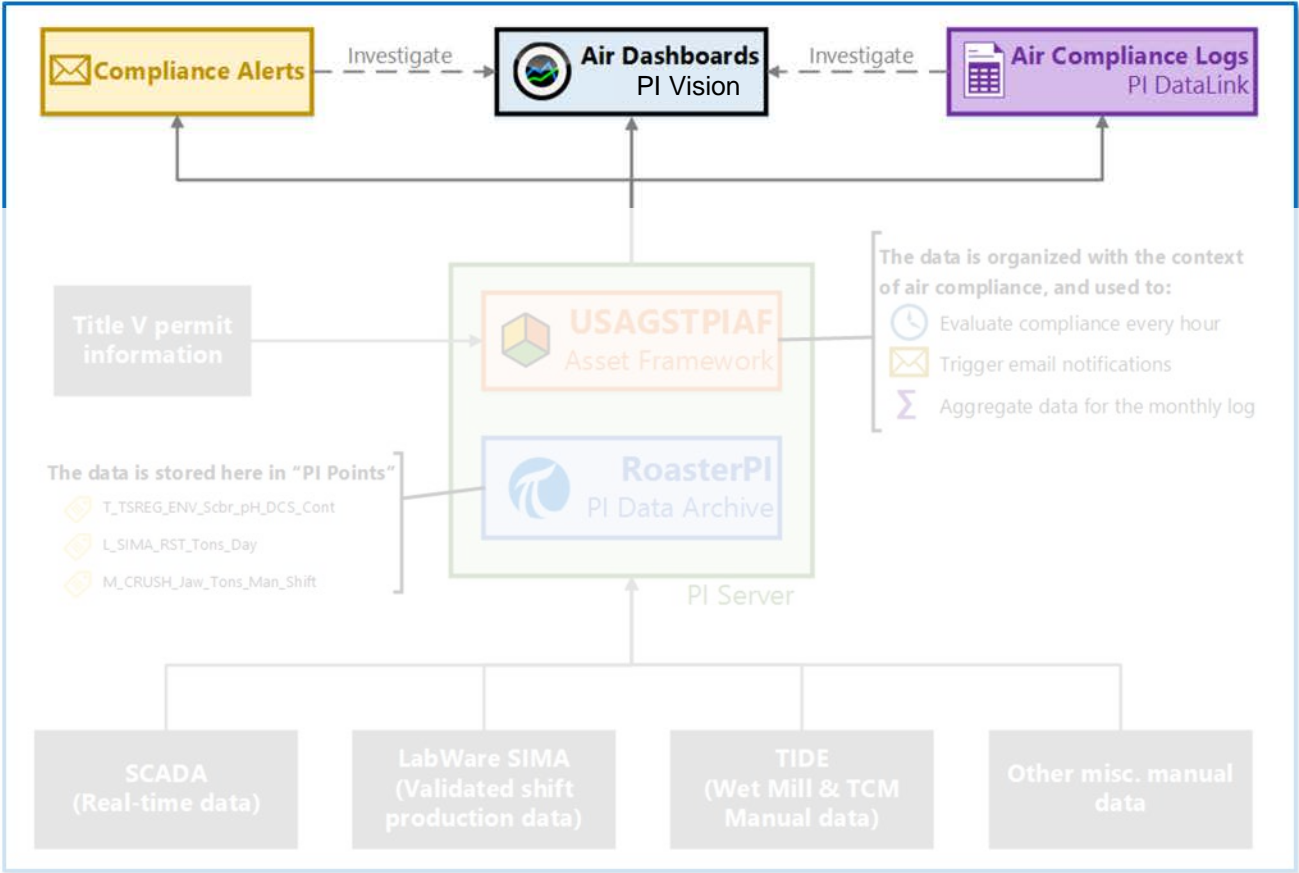 Compliance Alerts
Investigate
Air Dashboards
PI Vision
Investigate
Air Compliance Logs
PI DataLink
Title V permit
information
USAGSTPIAF
Asset Framework
The data is organized with the context
of air compliance, and used to:
Evaluate compliance every hour
Trigger email notifications
Σ Aggregate data for the monthly log
The data is stored here in “PI Points”
T_TSREG_ENV_Scbr_pH_DCS_Cont
L_SIMA_RST_Tons_Day
M_CRUSH_Jaw_Tons_Man_Shift
RoasterPI
PI Data Archive
PI Server
SCADA
(Real-time data)
LabWare SIMA
(Validated shift
production data)
TIDE
(Wet Mill & TCM
Manual data)
Other misc. manual
data